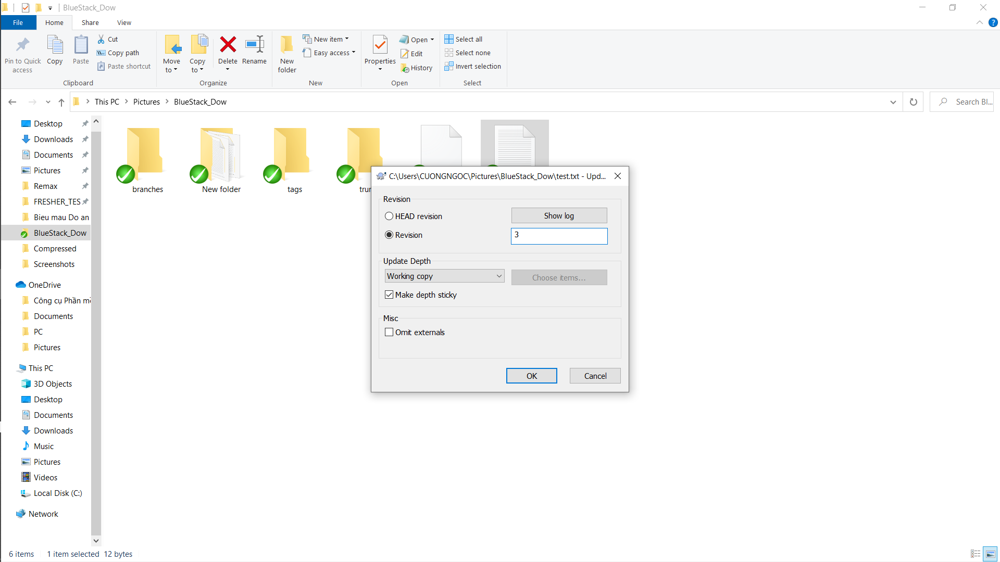 BlueStack_Dow
File
Home
Share
View
Pin to Quick access
Copy
Paste
Cut
Copy path
Paste shortcut
Clipboard
Move to
Copy to
Delete
Rename
Organize
New folder
New item
Easy access
New
Properties
Open
Edit
History
Open
Select all
Select none
Invert selection
Select
This PC > Pictures > BlueStack_Dow
Search Bl...
Desktop
Downloads
Documents
Pictures
Remax
FRESHER_TES
Bieu mau Do an
BlueStack_Dow
Compressed
Screenshots
OneDrive
Công cụ Phần
Documents
PC
Pictures
This PC
3D Objects
Desktop
Documents
Downloads
Music
Pictures
Videos
Local Disk (C:)
Network
branches
New folder
tags
C:\Users\CUONGNGOC\Pictures\BlueStack_Dow\test.txt - Upd...
Revision
HEAD revision
Show log
Revision
3
Update Depth
Working copy
Choose items...
Make depth sticky
Misc
Omit externals
OK
Cancel
6 items
1 item selected
12 bytes